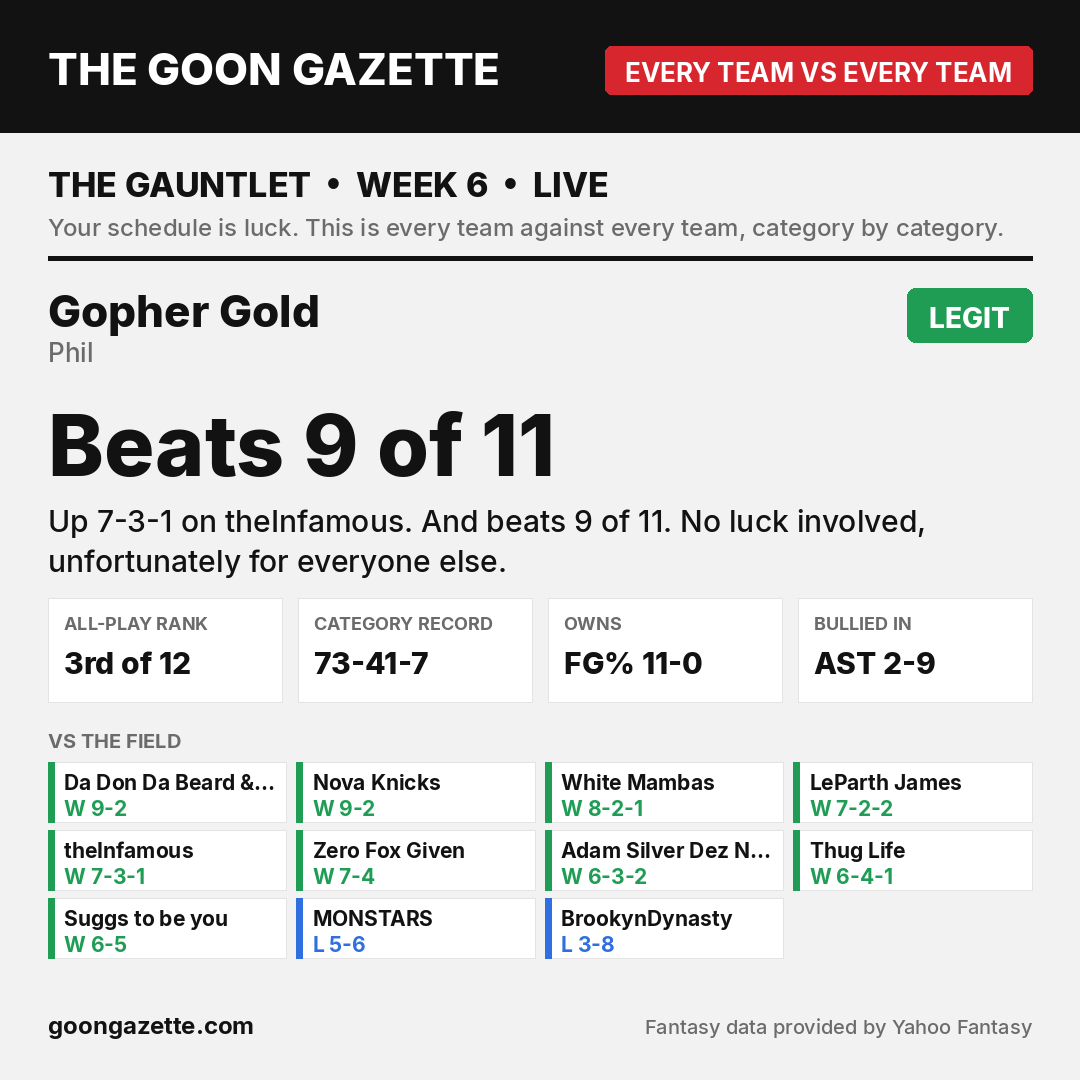 THE GOON GAZETTE
EVERY TEAM VS EVERY TEAM
THE GAUNTLET • WEEK 6 • LIVE
Your schedule is luck. This is every team against every team, category by category.
Gopher Gold
LEGIT
Phil
Beats 9 of 11
Up 7-3-1 on theInfamous. And beats 9 of 11. No luck involved,
unfortunately for everyone else.
ALL-PLAY RANK
3rd of 12
CATEGORY RECORD
73-41-7
OWNS
FG% 11-0
BULLIED IN
AST 2-9
VS THE FIELD
Da Don Da Beard &...
W 9-2
Nova Knicks
W 9-2
White Mambas
W 8-2-1
LeParth James
W 7-2-2
theInfamous
W 7-3-1
Zero Fox Given
W 7-4
Adam Silver Dez N...
W 6-3-2
Thug Life
W 6-4-1
Suggs to be you
W 6-5
MONSTARS
L 5-6
BrookynDynasty
L 3-8
goongazette.com
Fantasy data provided by Yahoo Fantasy